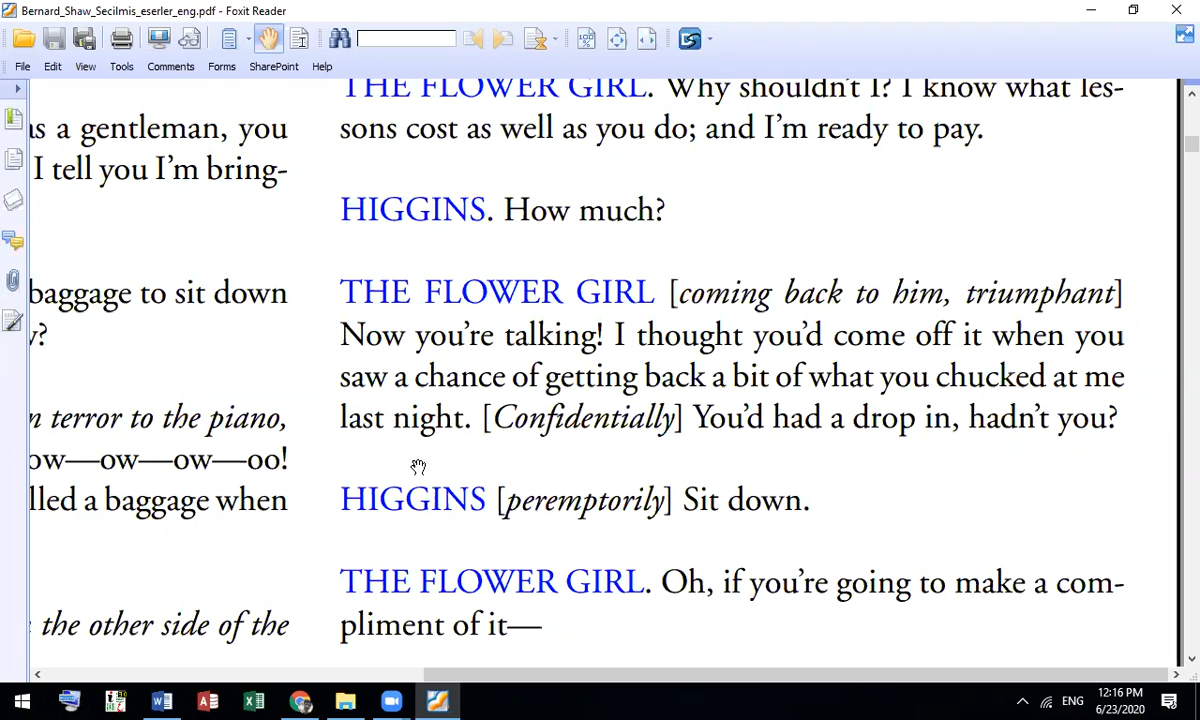 Bernard_Shaw_Secilmis_eserler_eng.pdf - Foxit Reader
File Edit View Tools Comments Forms SharePoint Help
as a gentleman, you
I tell you I'm bring-
baggage to sit down
y?
n terror to the piano,
ow—ow—ow—oo!
lled a baggage when
the other side of the
THE FLOWER GIRL. Why shouldn't I? I know what les-
sons cost as well as you do; and I'm ready to pay.
HIGGINS. How much?
THE FLOWER GIRL [coming back to him, triumphant]
Now you're talking! I thought you'd come off it when you
saw a chance of getting back a bit of what you chucked at me
last night. [Confidentially] You'd had a drop in, hadn't you?
HIGGINS [peremptorily] Sit down.
THE FLOWER GIRL. Oh, if you're going to make a com-
pliment of it—
ENG
12:16 PM
6/23/2020